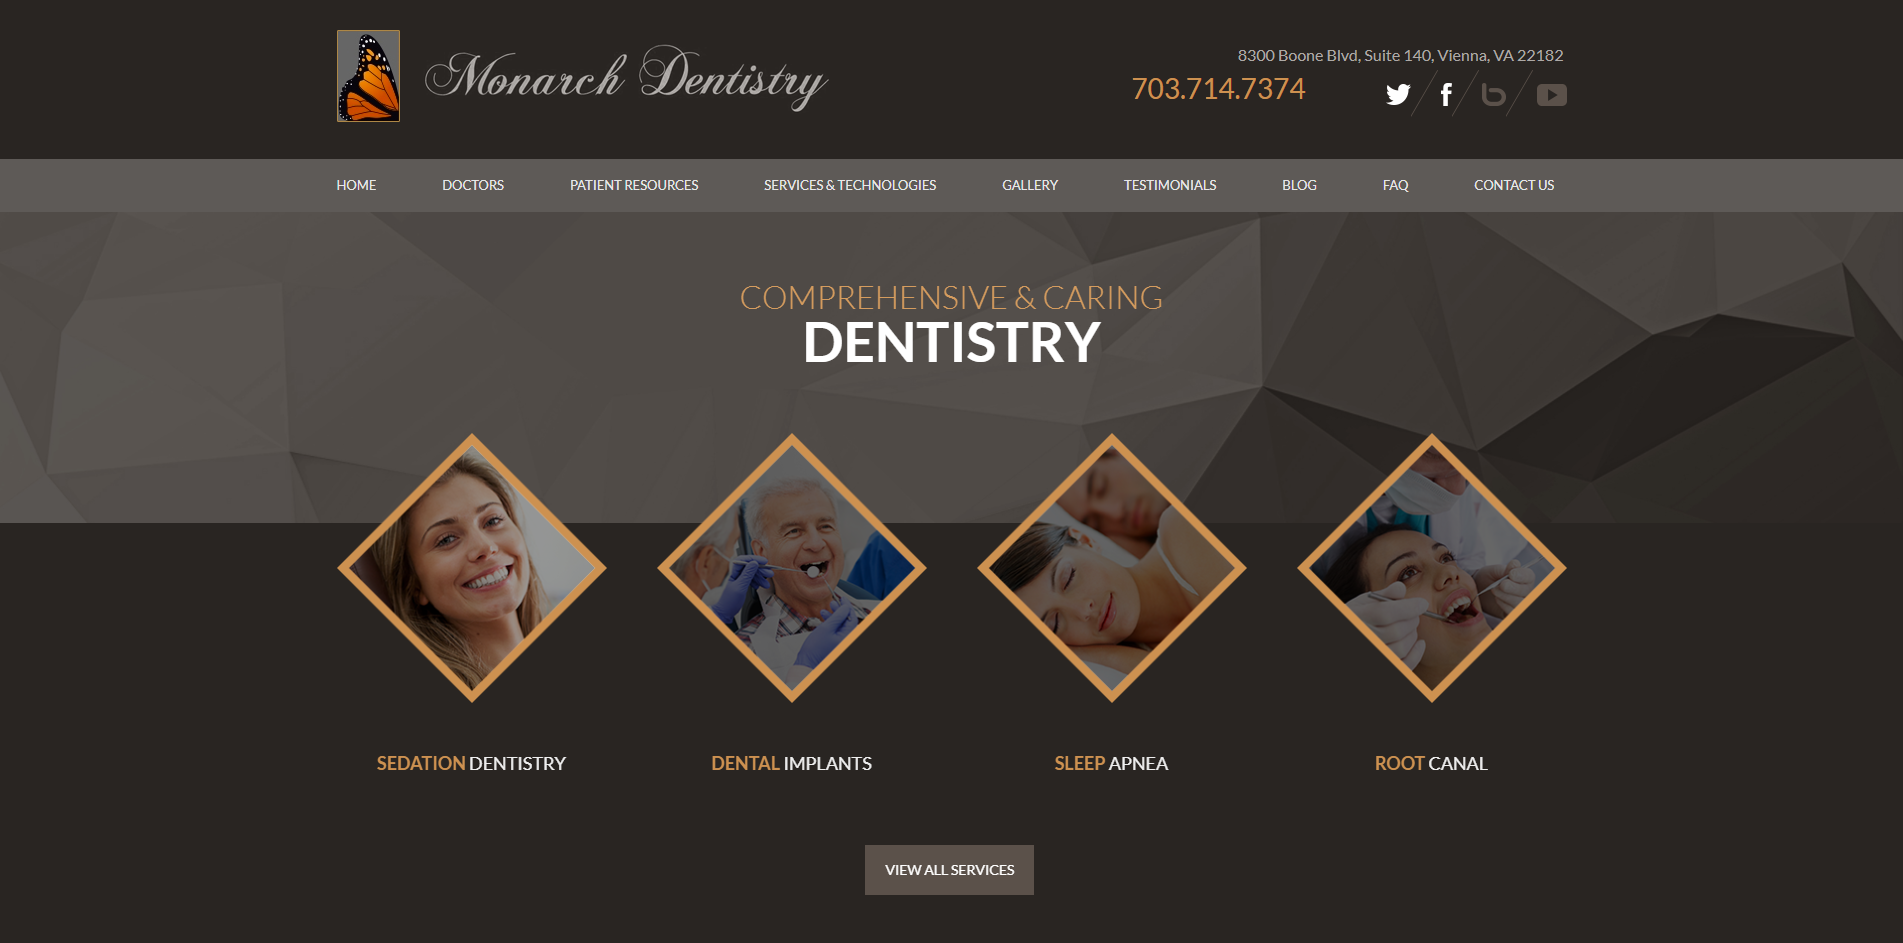 Monarch Dentistry
8300 Boone Blvd, Suite 140, Vienna, VA 22182
703.714.7374
HOME
DOCTORS
PATIENT RESOURCES
SERVICES & TECHNOLOGIES
GALLERY
TESTIMONIALS
BLOG
FAQ
CONTACT US
COMPREHENSIVE & CARING
DENTISTRY
SEDATION DENTISTRY
DENTAL IMPLANTS
SLEEP APNEA
ROOT CANAL
VIEW ALL SERVICES